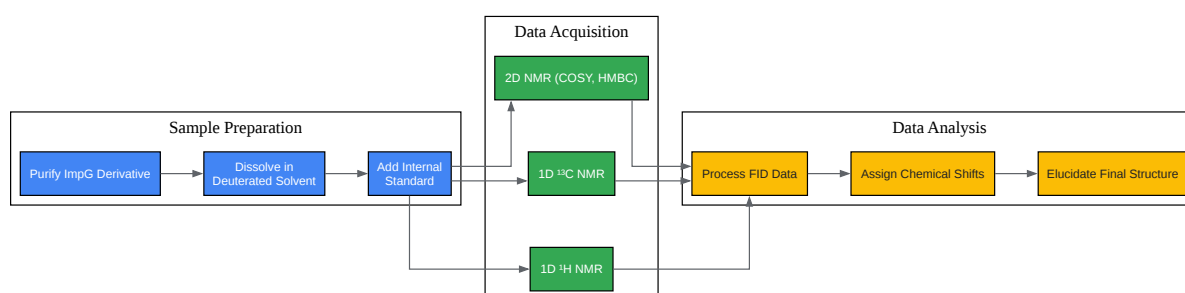 Sample Preparation
Purify ImpG Derivative
Dissolve in
Deuterated Solvent
Add Internal
Standard
Data Acquisition
2D NMR (COSY, HMBC)
1D ¹³C NMR
1D ¹H NMR
Data Analysis
Process FID Data
Assign Chemical Shifts
Elucidate Final Structure